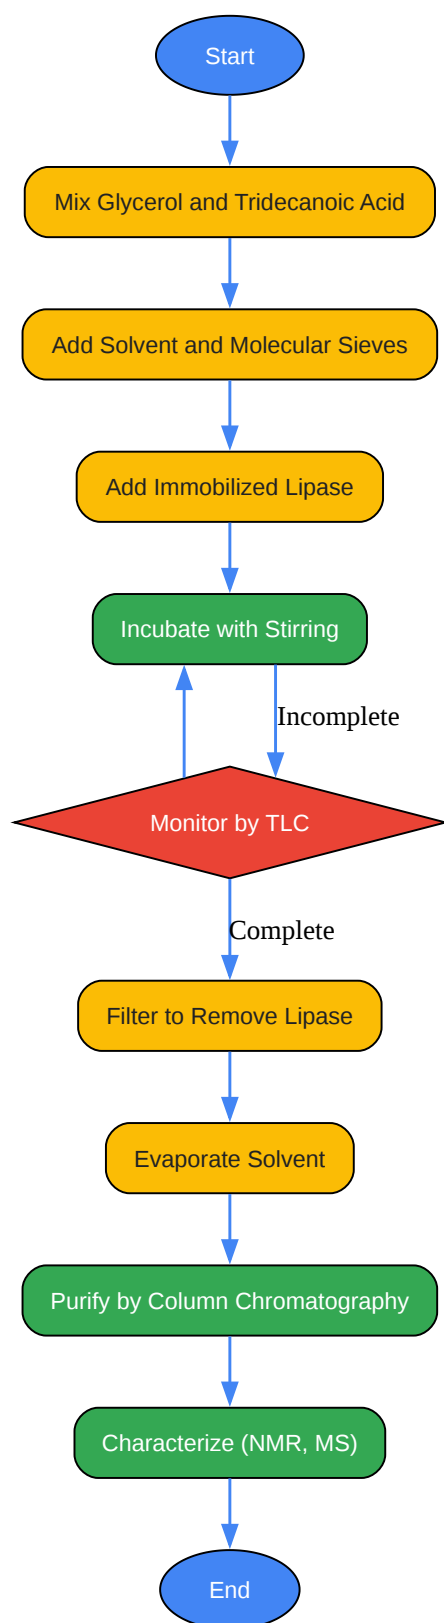 Start
Mix Glycerol and Tridecanoic Acid
Add Solvent and Molecular Sieves
Add Immobilized Lipase
Incubate with Stirring
Incomplete
Monitor by TLC
Complete
Filter to Remove Lipase
Evaporate Solvent
Purify by Column Chromatography
Characterize (NMR, MS)
End